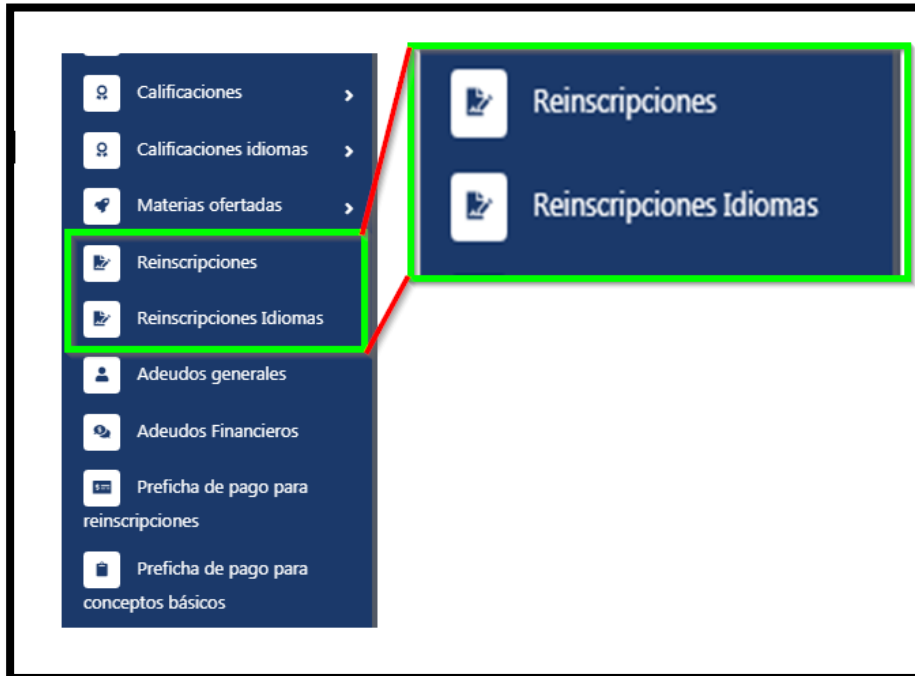 Calificaciones
Calificaciones idiomas
Materias ofertadas
Reinscripciones
Reinscripciones Idiomas
Adeudos generales
Adeudos Financieros
Preficha de pago para
reinscripciones
Preficha de pago para
conceptos básicos
Reinscripciones
Reinscripciones Idiomas